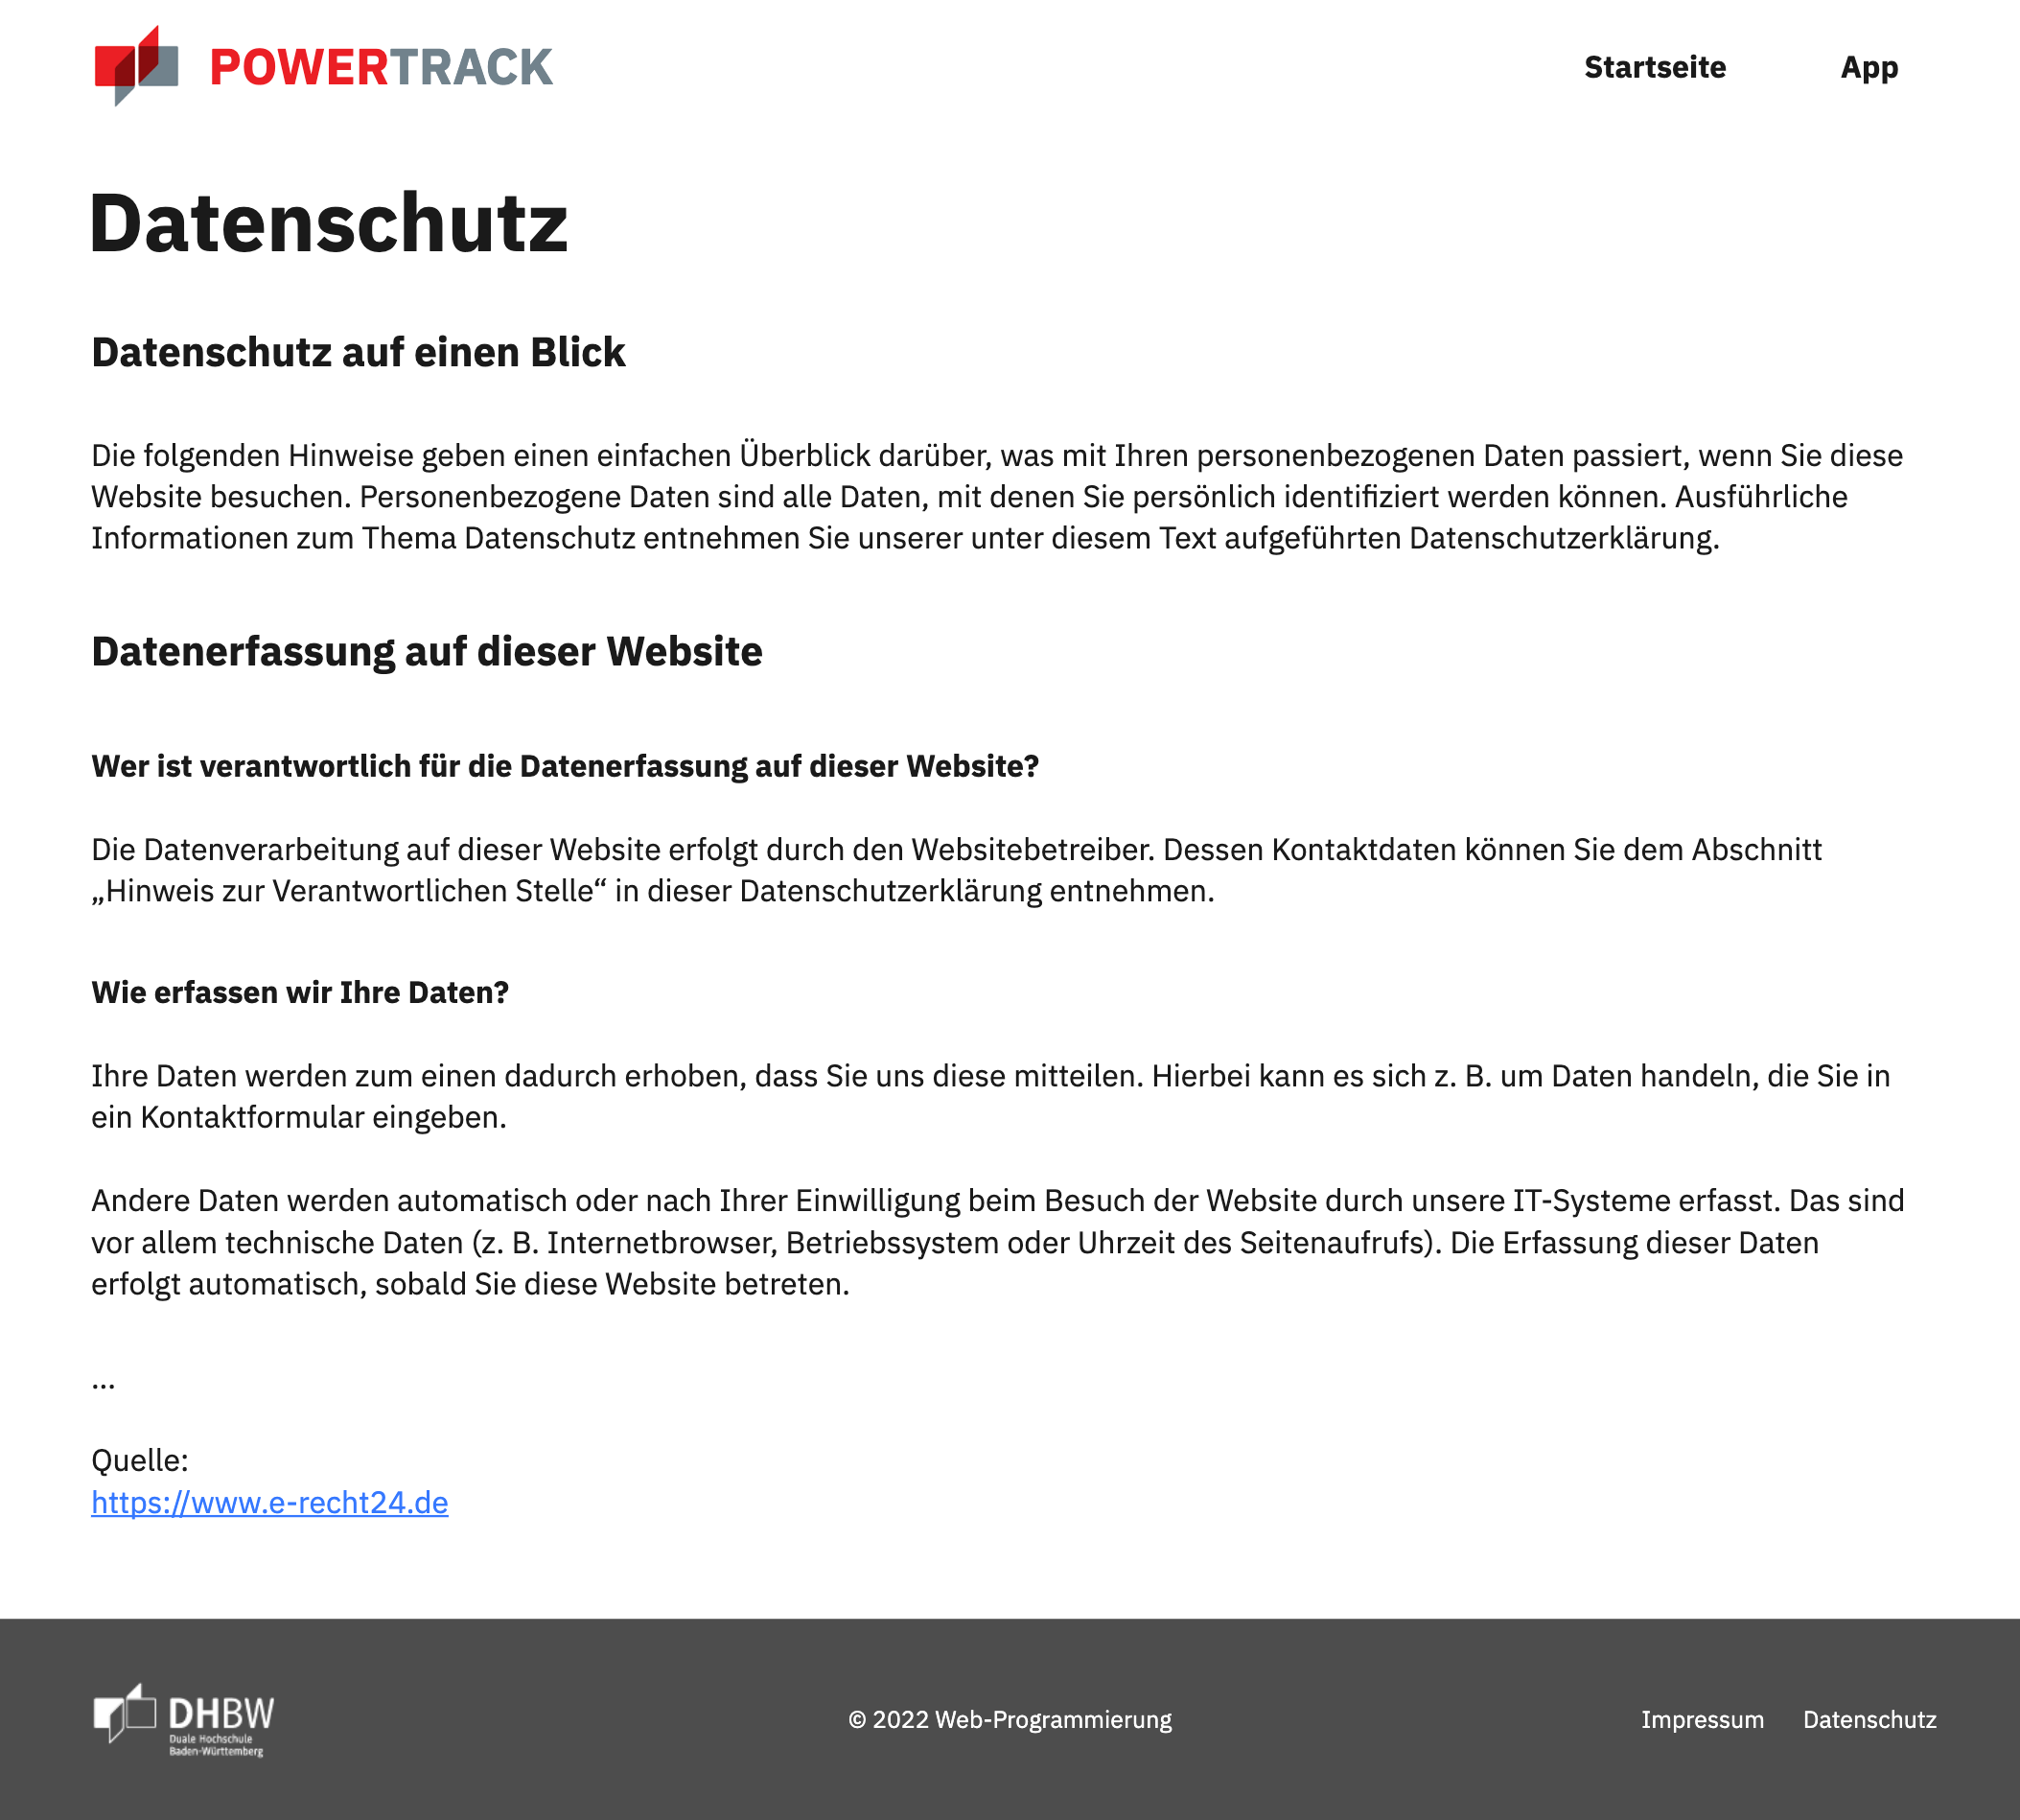 POWERTRACK
Startseite
App
Datenschutz
Datenschutz auf einen Blick
Die folgenden Hinweise geben einen einfachen Überblick darüber, was mit Ihren personenbezogenen Daten passiert, wenn Sie diese
Website besuchen. Personenbezogene Daten sind alle Daten, mit denen Sie persönlich identifiziert werden können. Ausführliche
Informationen zum Thema Datenschutz entnehmen Sie unserer unter diesem Text aufgeführten Datenschutzerklärung.
Datenerfassung auf dieser Website
Wer ist verantwortlich für die Datenerfassung auf dieser Website?
Die Datenverarbeitung auf dieser Website erfolgt durch den Websitebetreiber. Dessen Kontaktdaten können Sie dem Abschnitt
„Hinweis zur Verantwortlichen Stelle“ in dieser Datenschutzerklärung entnehmen.
Wie erfassen wir Ihre Daten?
Ihre Daten werden zum einen dadurch erhoben, dass Sie uns diese mitteilen. Hierbei kann es sich z. B. um Daten handeln, die Sie in
ein Kontaktformular eingeben.
Andere Daten werden automatisch oder nach Ihrer Einwilligung beim Besuch der Website durch unsere IT-Systeme erfasst. Das sind
vor allem technische Daten (z. B. Internetbrowser, Betriebssystem oder Uhrzeit des Seitenaufrufs). Die Erfassung dieser Daten
erfolgt automatisch, sobald Sie diese Website betreten.
...
Quelle:
https://www.e-recht24.de
DHBW
Duale Hochschule
Baden-Württemberg
© 2022 Web-Programmierung
Impressum
Datenschutz